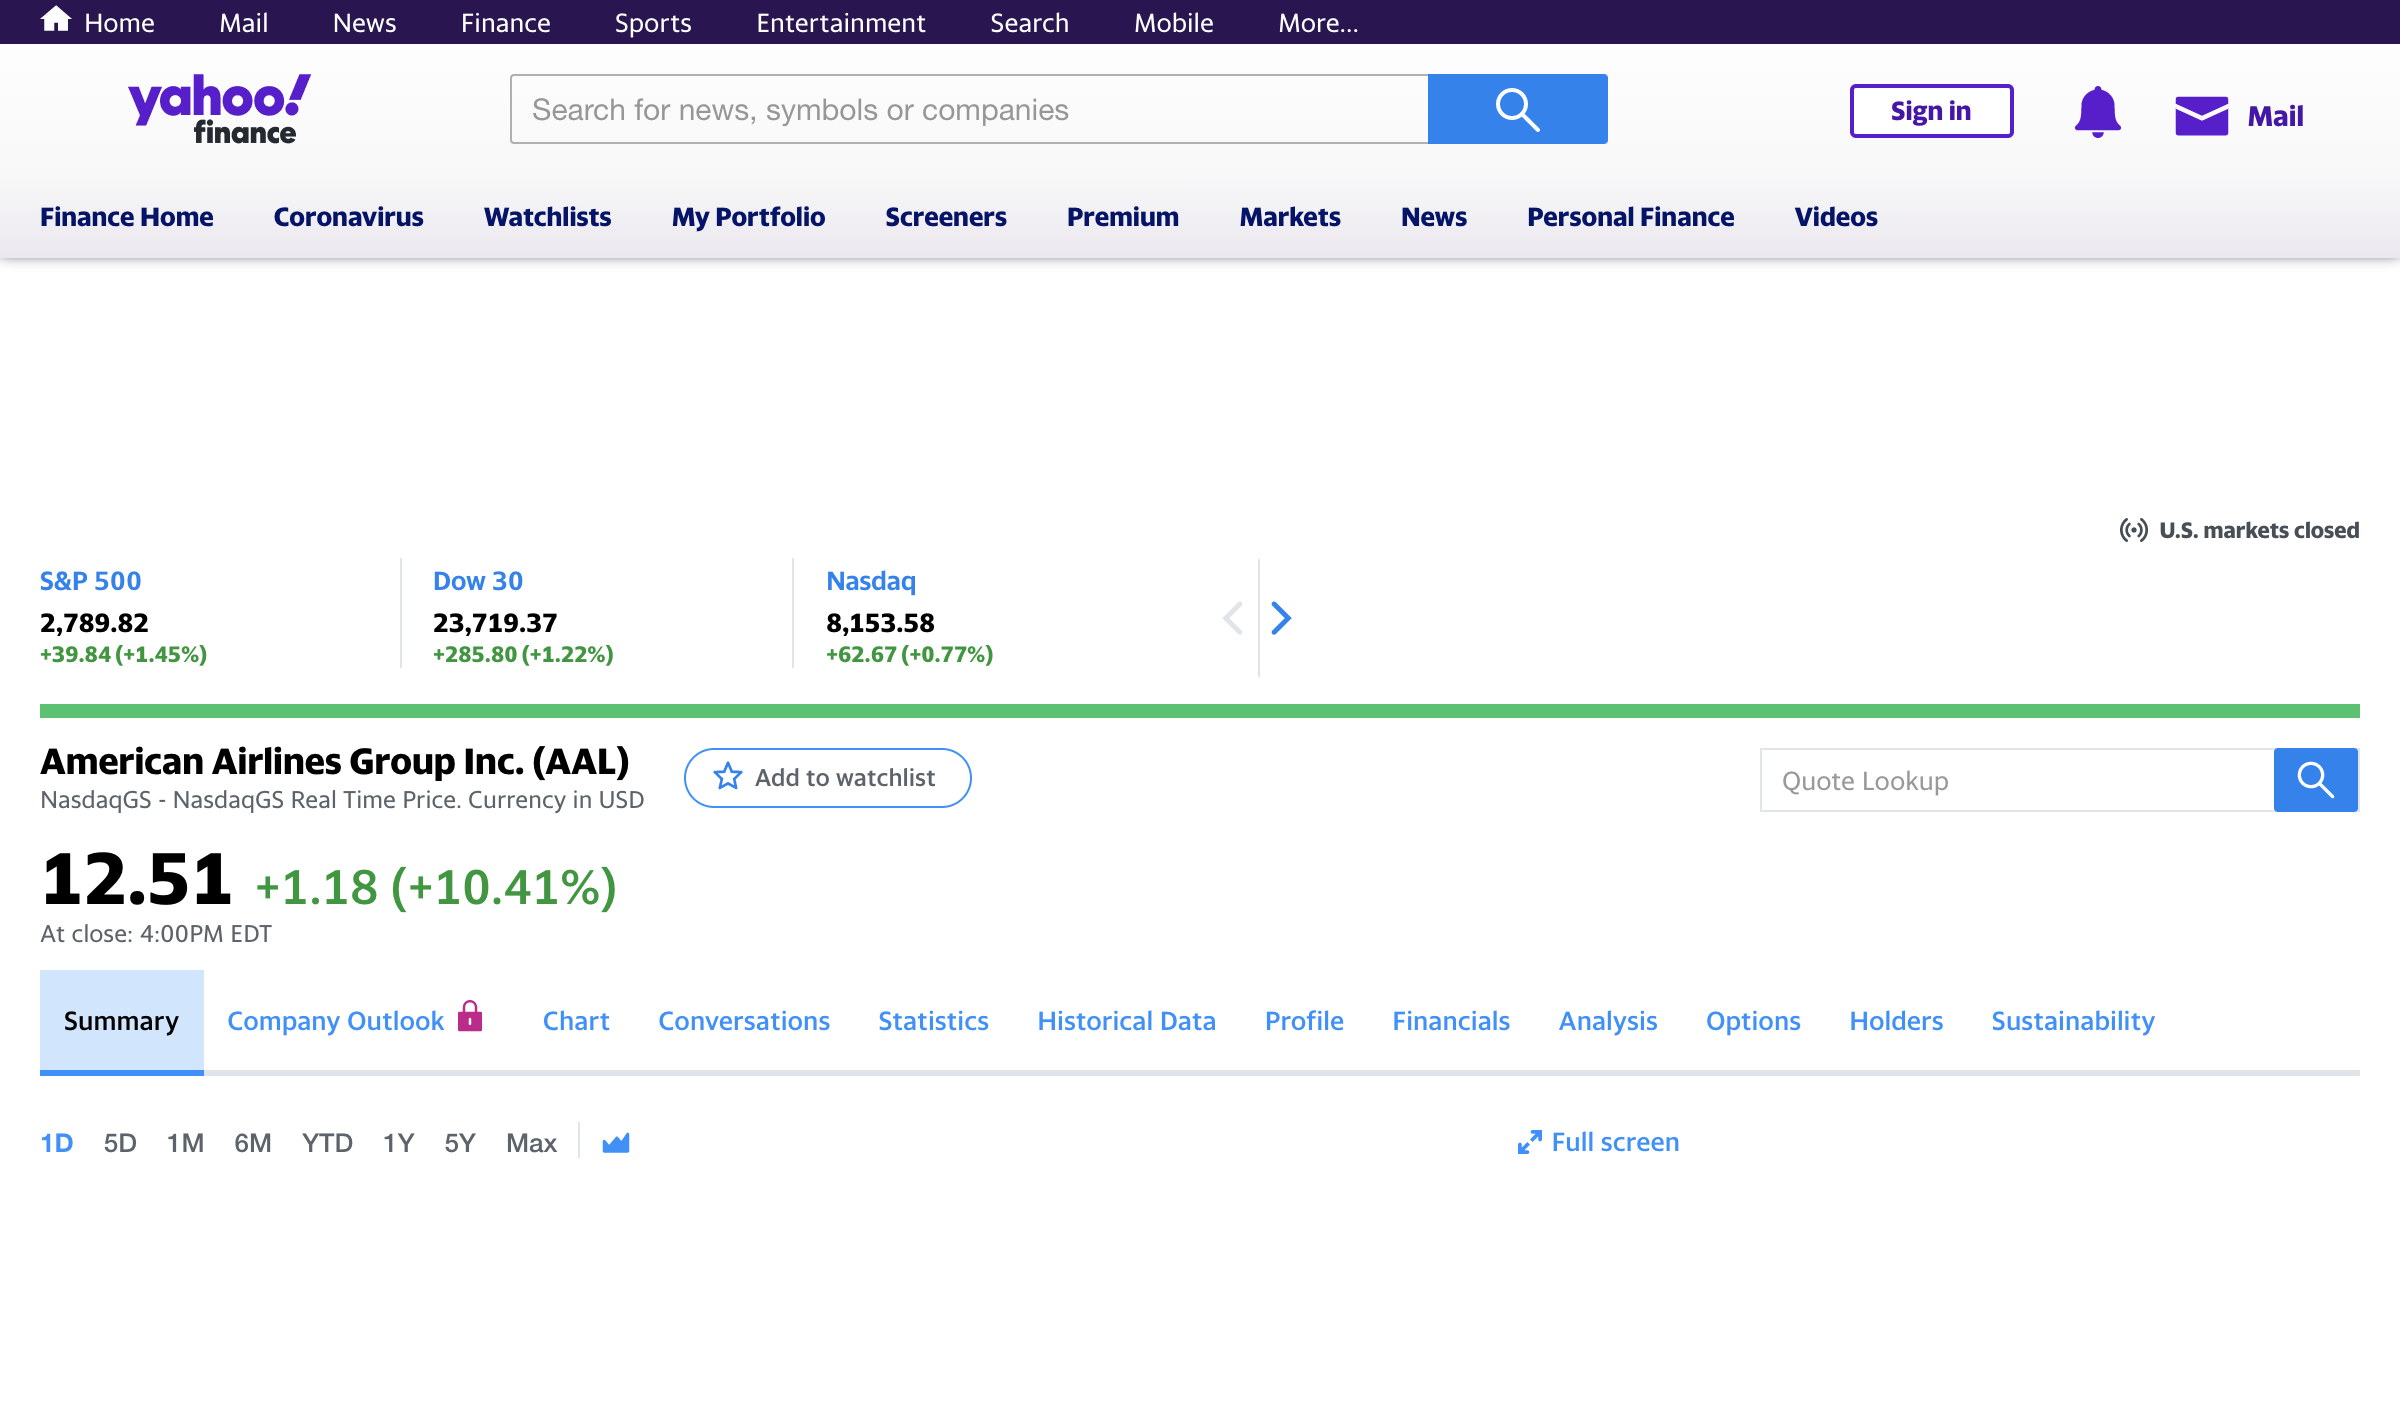 Home Mail News Finance Sports Entertainment Search Mobile More...
yahoo! finance
Search for news, symbols or companies
Sign in
Mail
Finance Home Coronavirus Watchlists My Portfolio Screeners Premium Markets News Personal Finance Videos
U.S. markets closed
S&P 500
2,789.82
+39.84 (+1.45%)
Dow 30
23,719.37
+285.80 (+1.22%)
Nasdaq
8,153.58
+62.67 (+0.77%)
American Airlines Group Inc. (AAL)
NasdaqGS - NasdaqGS Real Time Price. Currency in USD
Add to watchlist
Quote Lookup
12.51 +1.18 (+10.41%)
At close: 4:00PM EDT
Summary Company Outlook Chart Conversations Statistics Historical Data Profile Financials Analysis Options Holders Sustainability
1D 5D 1M 6M YTD 1Y 5Y Max
Full screen